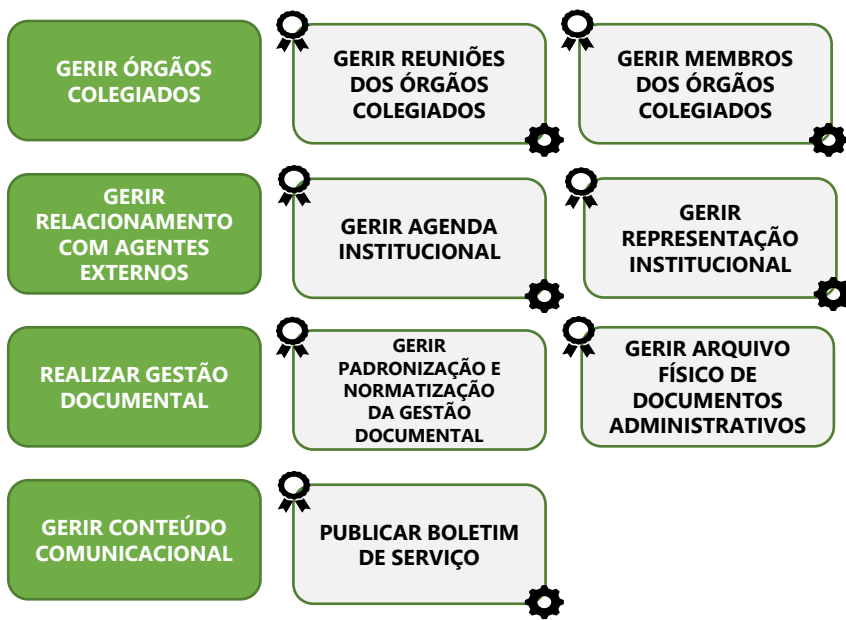 GERIR ÓRGÃOS
COLEGIADOS
GERIR REUNIÕES
DOS ÓRGÃOS
COLEGIADOS
GERIR MEMBROS
DOS ÓRGÃOS
COLEGIADOS
GERIR
RELACIONAMENTO
COM AGENTES
EXTERNOS
GERIR AGENDA
INSTITUCIONAL
GERIR
REPRESENTAÇÃO
INSTITUCIONAL
REALIZAR GESTÃO
DOCUMENTAL
GERIR
PADRONIZAÇÃO E
NORMATIZAÇÃO
DA GESTÃO
DOCUMENTAL
GERIR ARQUIVO
FÍSICO DE
DOCUMENTOS
ADMINISTRATIVOS
GERIR CONTEÚDO
COMUNICACIONAL
PUBLICAR BOLETIM
DE SERVIÇO